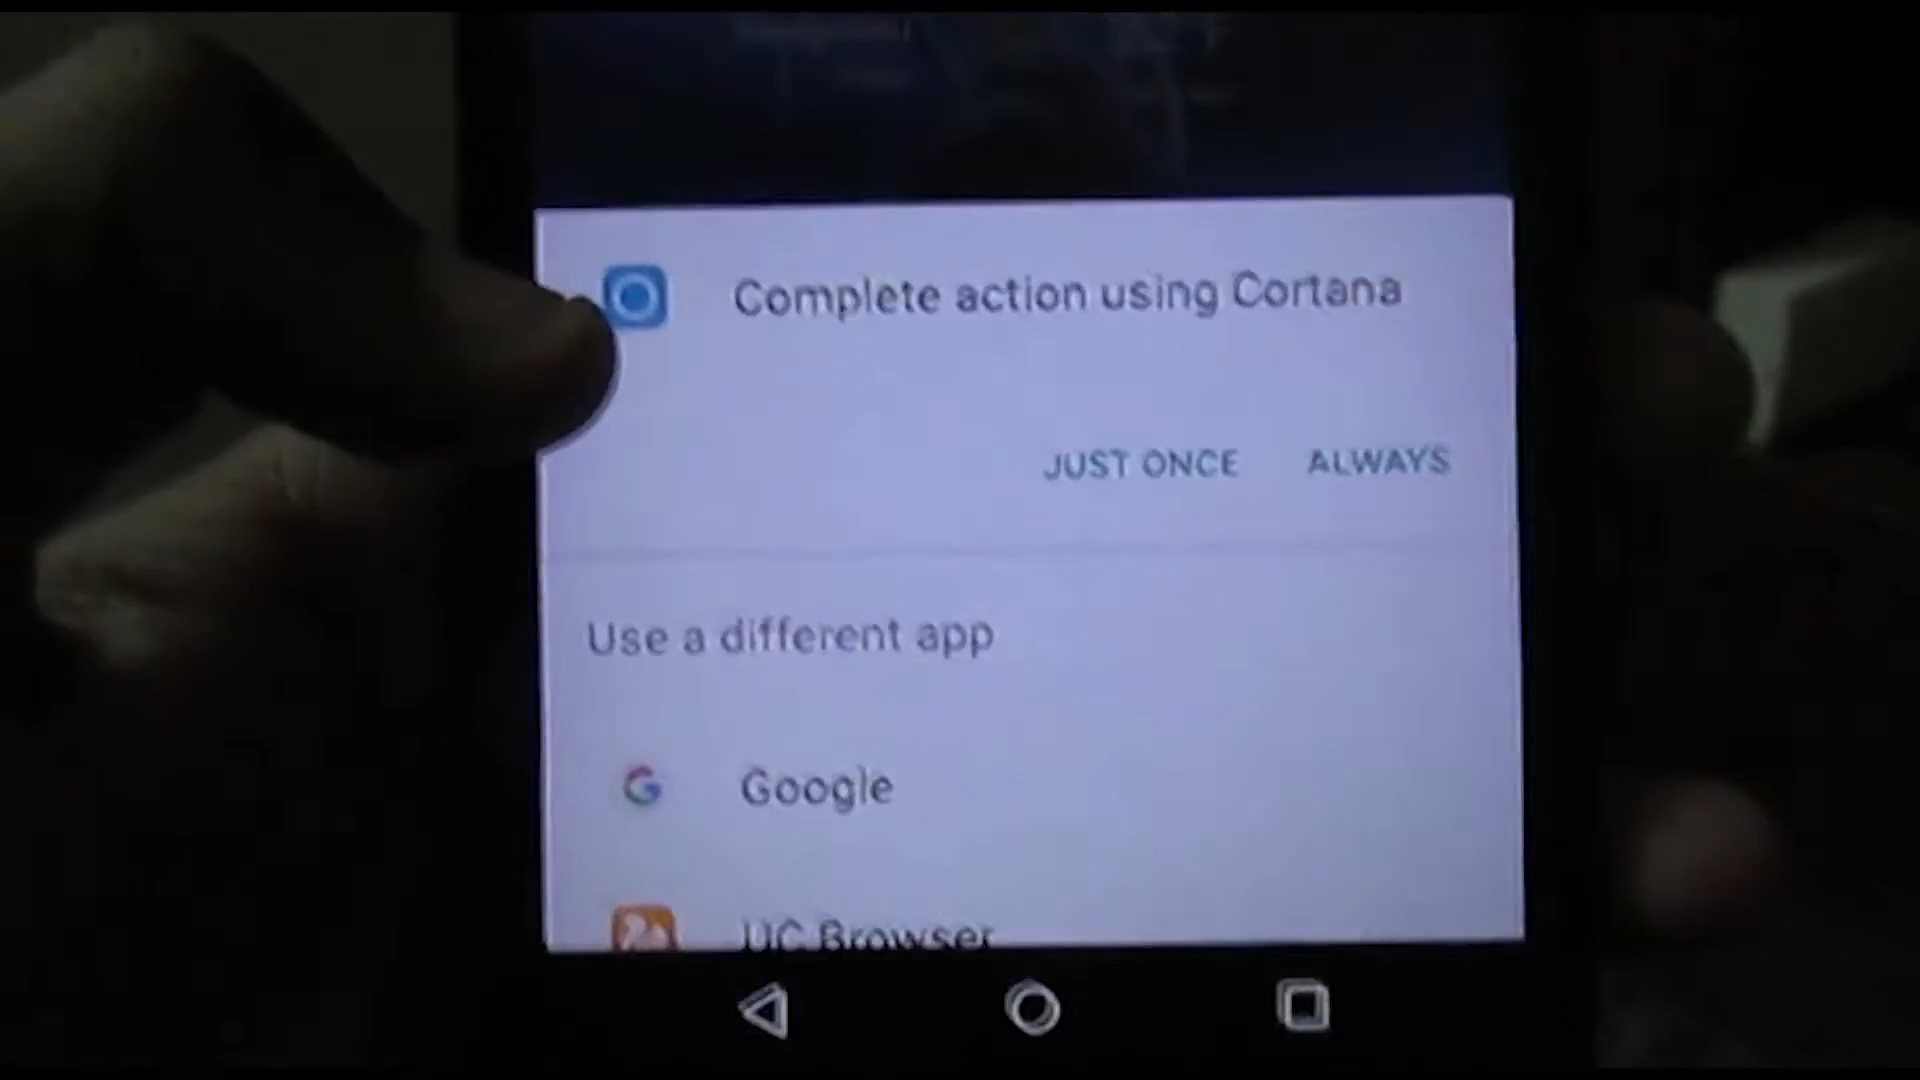 Complete action using Cortana
JUST ONCE
ALWAYS
Use a different app
Google
UC Browser